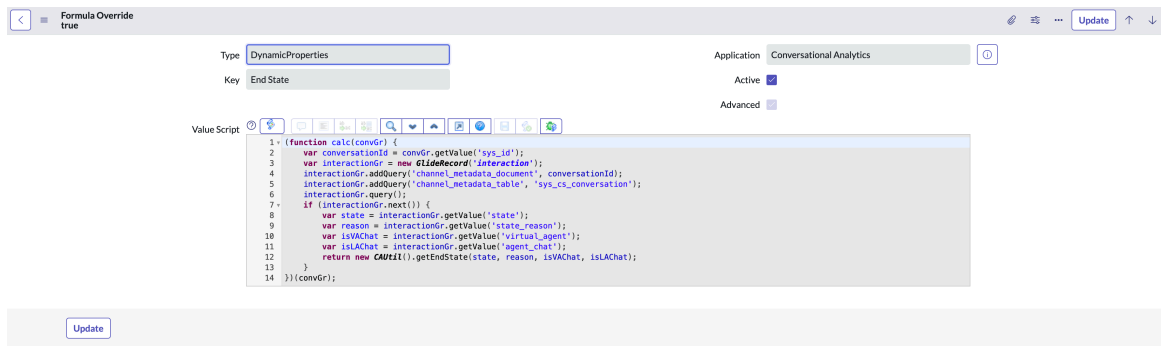 Formula Override
true
Update
Type DynamicProperties
Application Conversational Analytics
Key End State
Active
Advanced
Value Script
1 (function calc(convGr) {
2 var conversationId = convGr.getValue('sys_id');
3 var interactionGr = new GlideRecord('interaction');
4 interactionGr.addQuery('channel_metadata_document', conversationId);
5 interactionGr.addQuery('channel_metadata_table', 'sys_cs_conversation');
6 interactionGr.query();
7 if (interactionGr.next()) {
8 var state = interactionGr.getValue('state');
9 var reason = interactionGr.getValue('state_reason');
10 var isVAChat = interactionGr.getValue('virtual_agent');
11 var isLAChat = interactionGr.getValue('agent_chat');
12 return new CAUtil().getEndState(state, reason, isVAChat, isLAChat);
13 }
14 })(convGr);
Update